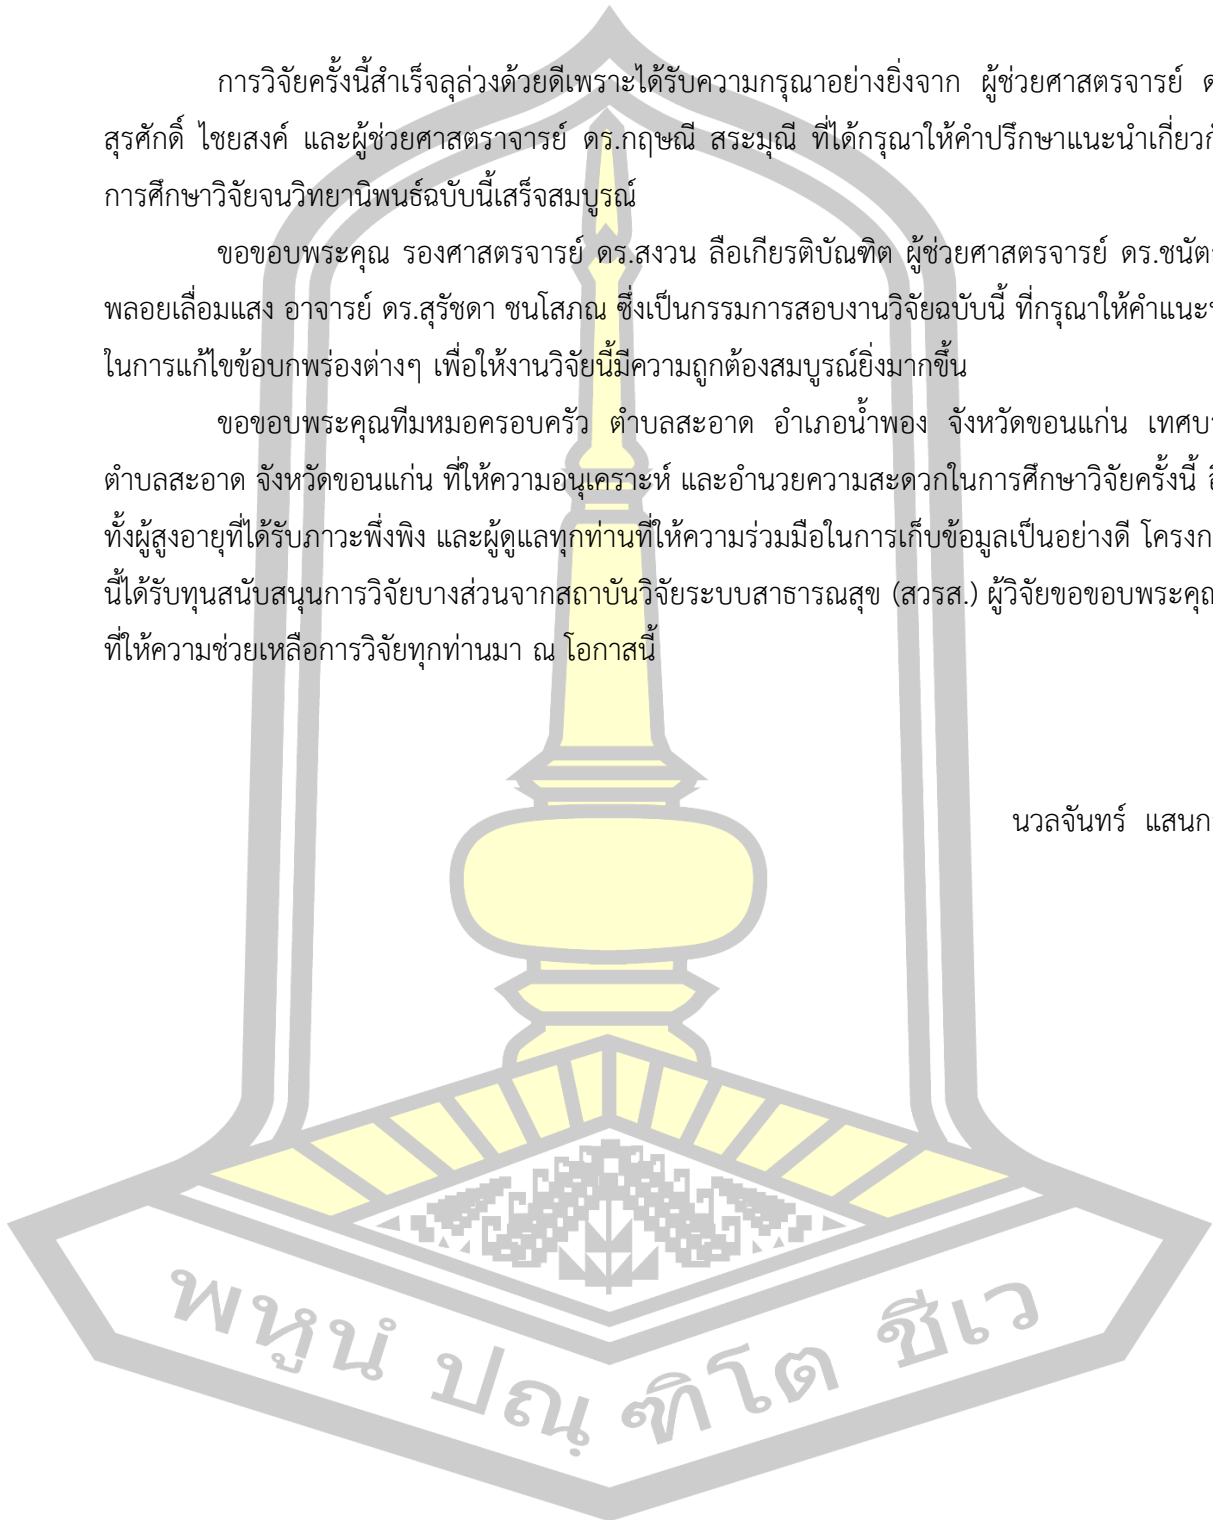 การวิจัยครั้งนี้สำเร็จลุล่วงด้วยดีเพราะได้รับความกรุณาอย่างยิ่งจาก ผู้ช่วยศาสตรจารย์
สุรศักดิ์ ไชยสงค์ และผู้ช่วยศาสตราจารย์ ดร.กฤษณี สระมุณี ที่ได้กรุณาให้คำปรึกษาแนะนำ
การศึกษาวิจัยจนวิทยานิพนธ์ฉบับนี้เสร็จสมบูรณ์
ขอขอบพระคุณ รองศาสตรจารย์ ดร.สงวน ลือเกียรติบัณฑิต ผู้ช่วยศาสตรจารย์
พลอยเลื่อมแสง อาจารย์ ดร.สุรัชดา ชนโสภณ ซึ่งเป็นกรรมการสอบงานวิจัยฉบับนี้ ที่กรุณาให้
ในการแก้ไขข้อบกพร่องต่างๆ เพื่อให้งานวิจัยนี้มีความถูกต้องสมบูรณ์ยิ่งมากขึ้น
ขอขอบพระคุณทีมหมอครอบครัว ตำบลสะอาด อำเภอน้ำพอง จังหวัดขอนแก่น
ตำบลสะอาด จังหวัดขอนแก่น ที่ให้ความอนุเคราะห์ และอำนวยความสะดวกในการศึกษาวิจัยครั้งนี้
ทั้งผู้สูงอายุที่ได้รับภาวะพึ่งพิง และผู้ดูแลทุกท่านที่ให้ความร่วมมือในการเก็บข้อมูลเป็นอย่างดี
นี้ได้รับทุนสนับสนุนการวิจัยบางส่วนจากสถาบันวิจัยระบบสาธารณสุข (สวรส.) ผู้วิจัยขอขอบพระคุณ
ที่ให้ความช่วยเหลือการวิจัยทุกท่านมา ณ โอกาสนี้
นวลจันทร์
พหูนํ ปณฺฑิโต ชีเว